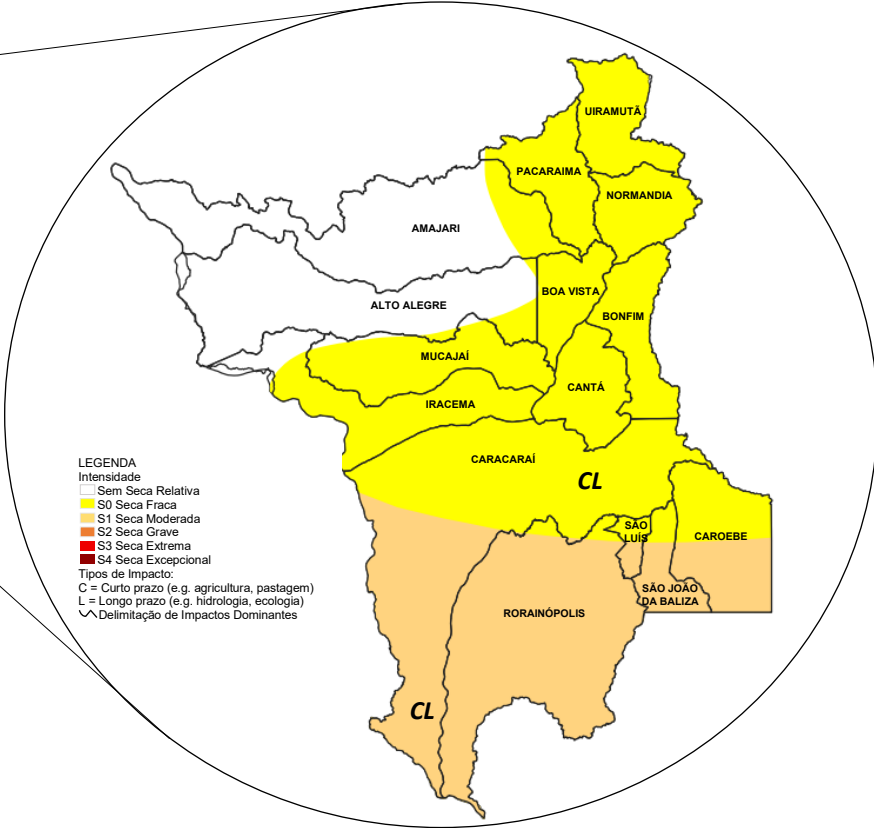 UIRAMUTÃ
PACARAIMA
NORMANDIA
AMAJARI
BOA VISTA
ALTO ALEGRE
BONFIM
MUCAJAÍ
CANTÁ
IRACEMA
CARACARAÍ
CL
SÃO
LUÍS
CAROEBE
SÃO JOÃO
DA BALIZA
RORAINÓPOLIS
CL
LEGENDA
Intensidade
Sem Seca Relativa
S0 Seca Fraca
S1 Seca Moderada
S2 Seca Grave
S3 Seca Extrema
S4 Seca Excepcional
Tipos de Impacto:
C = Curto prazo (e.g. agricultura, pastagem)
L = Longo prazo (e.g. hidrologia, ecologia)
Delimitação de Impactos Dominantes